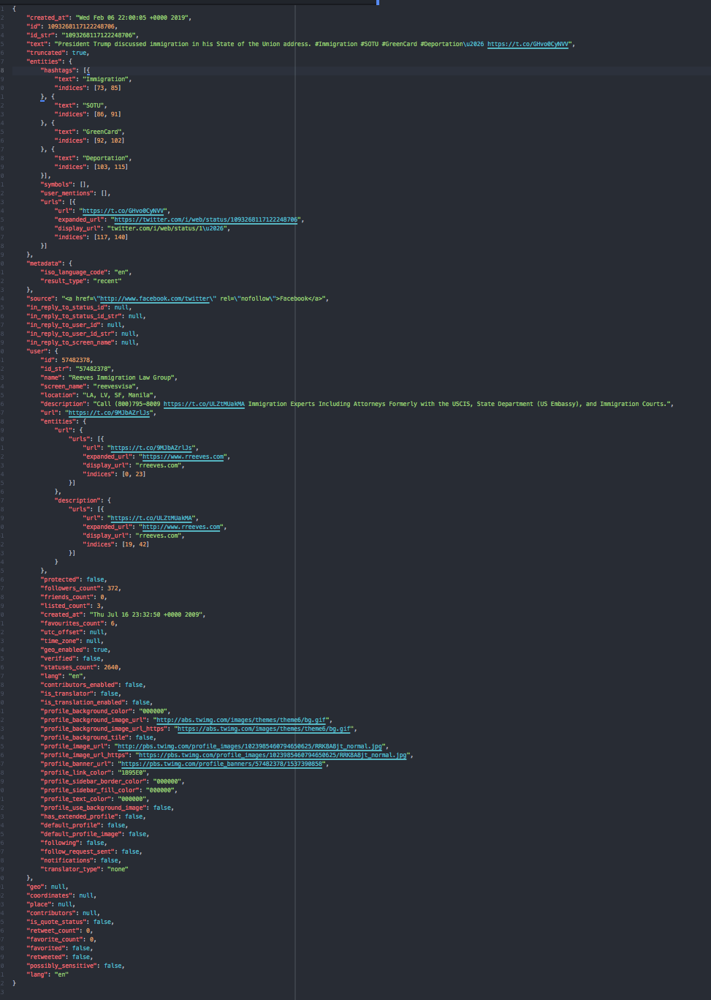 {
"created_at": "Wed Feb 06 22:00:05 +0000 2019",
"id": 1093268117122248706,
"id_str": "1093268117122248706",
"text": "President Trump discussed immigration in his State of the Union address. #Immigration #SOTU #GreenCard #Deportation\u2026 https://t.co/GHvo0CyNVV",
"truncated": true,
"entities": {
"hashtags": [{
"text": "Immigration",
"indices": [73, 85]
}, {
"text": "SOTU",
"indices": [86, 91]
}, {
"text": "GreenCard",
"indices": [92, 102]
}, {
"text": "Deportation",
"indices": [103, 115]
}],
"symbols": [],
"user_mentions": [],
"urls": [{
"url": "https://t.co/GHvo0CyNVV",
"expanded_url": "https://twitter.com/i/web/status/1093268117122248706",
"display_url": "twitter.com/i/web/status/1\u2026",
"indices": [117, 140]
}]
},
"metadata": {
"iso_language_code": "en",
"result_type": "recent"
},
"source": "<a href=\"http://www.facebook.com/twitter\" rel=\"nofollow\">Facebook</a>",
"in_reply_to_status_id": null,
"in_reply_to_status_id_str": null,
"in_reply_to_user_id": null,
"in_reply_to_user_id_str": null,
"in_reply_to_screen_name": null,
"user": {
"id": 57482378,
"id_str": "57482378",
"name": "Reeves Immigration Law Group",
"screen_name": "reevesvisa",
"location": "LA, LV, SF, Manila",
"description": "Call (800)795-8009 https://t.co/ULZtMUakMA Immigration Experts Including Attorneys Formerly with the USCIS, State Department (US Embassy), and Immigration Courts.",
"url": "https://t.co/9MJbAZrlJs",
"entities": {
"url": {
"urls": [{
"url": "https://t.co/9MJbAZrlJs",
"expanded_url": "https://www.rreeves.com",
"display_url": "rreeves.com",
"indices": [0, 23]
}]
},
"description": {
"urls": [{
"url": "https://t.co/ULZtMUakMA",
"expanded_url": "http://www.rreeves.com",
"display_url": "rreeves.com",
"indices": [19, 42]
}]
}
},
"protected": false,
"followers_count": 372,
"friends_count": 0,
"listed_count": 3,
"created_at": "Thu Jul 16 23:32:50 +0000 2009",
"favourites_count": 6,
"utc_offset": null,
"time_zone": null,
"geo_enabled": true,
"verified": false,
"statuses_count": 2640,
"lang": "en",
"contributors_enabled": false,
"is_translator": false,
"is_translation_enabled": false,
"profile_background_color": "000000",
"profile_background_image_url": "http://abs.twimg.com/images/themes/theme6/bg.gif",
"profile_background_image_url_https": "https://abs.twimg.com/images/themes/theme6/bg.gif",
"profile_background_tile": false,
"profile_image_url": "http://pbs.twimg.com/profile_images/1023985460794650625/RRK8A8jt_normal.jpg",
"profile_image_url_https": "https://pbs.twimg.com/profile_images/1023985460794650625/RRK8A8jt_normal.jpg",
"profile_banner_url": "https://pbs.twimg.com/profile_banners/57482378/1537390858",
"profile_link_color": "1B95E0",
"profile_sidebar_border_color": "000000",
"profile_sidebar_fill_color": "000000",
"profile_text_color": "000000",
"profile_use_background_image": false,
"has_extended_profile": false,
"default_profile": false,
"default_profile_image": false,
"following": false,
"follow_request_sent": false,
"notifications": false,
"translator_type": "none"
},
"geo": null,
"coordinates": null,
"place": null,
"contributors": null,
"is_quote_status": false,
"retweet_count": 0,
"favorite_count": 0,
"favorited": false,
"retweeted": false,
"possibly_sensitive": false,
"lang": "en"
}